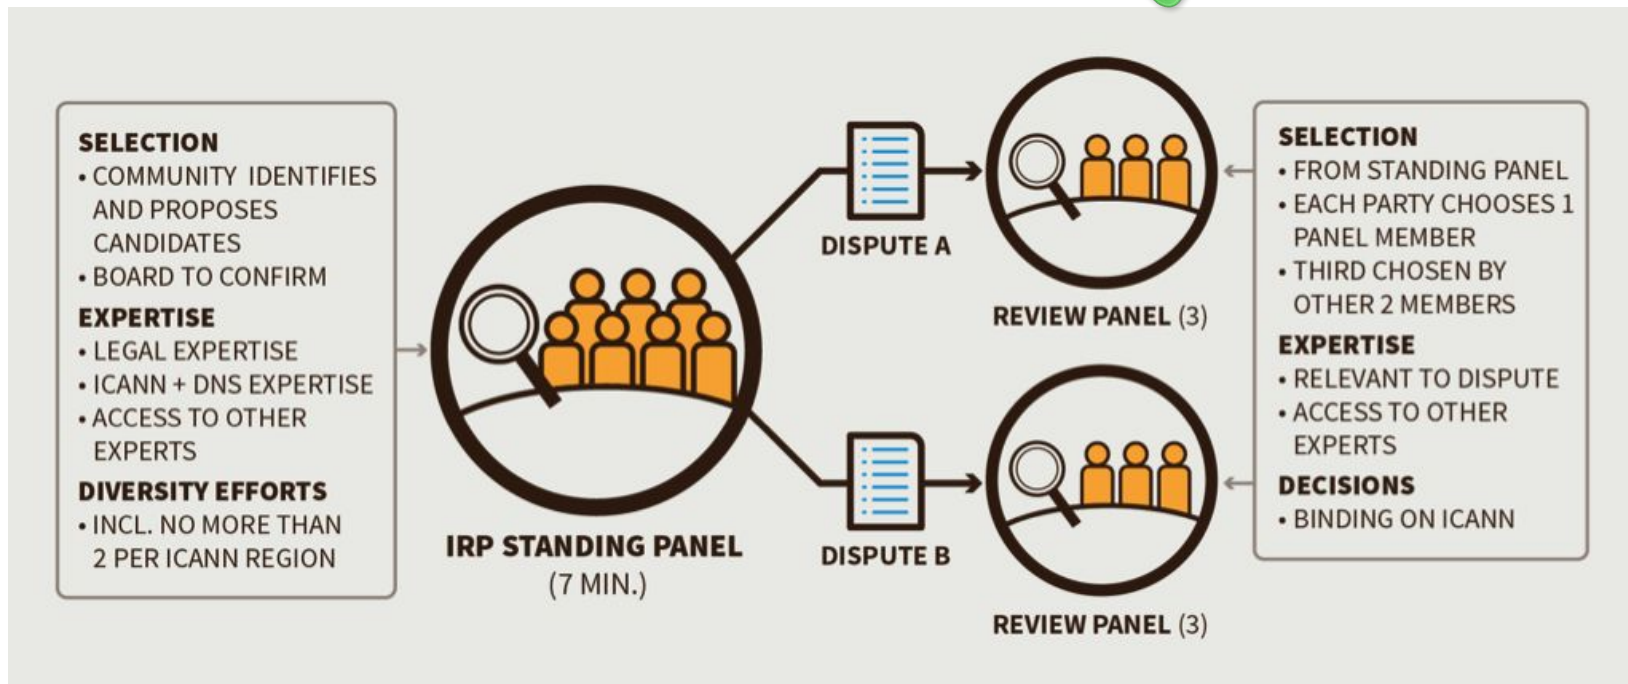 SELECTION
• COMMUNITY IDENTIFIES
AND PROPOSES
CANDIDATES
• BOARD TO CONFIRM
EXPERTISE
• LEGAL EXPERTISE
• ICANN + DNS EXPERTISE
• ACCESS TO OTHER
EXPERTS
DIVERSITY EFFORTS
• INCL. NO MORE THAN
2 PER ICANN REGION
IRP STANDING PANEL
(7 MIN.)
DISPUTE A
REVIEW PANEL (3)
DISPUTE B
REVIEW PANEL (3)
SELECTION
• FROM STANDING PANEL
• EACH PARTY CHOOSES 1
PANEL MEMBER
• THIRD CHOSEN BY
OTHER 2 MEMBERS
EXPERTISE
• RELEVANT TO DISPUTE
• ACCESS TO OTHER
EXPERTS
DECISIONS
• BINDING ON ICANN